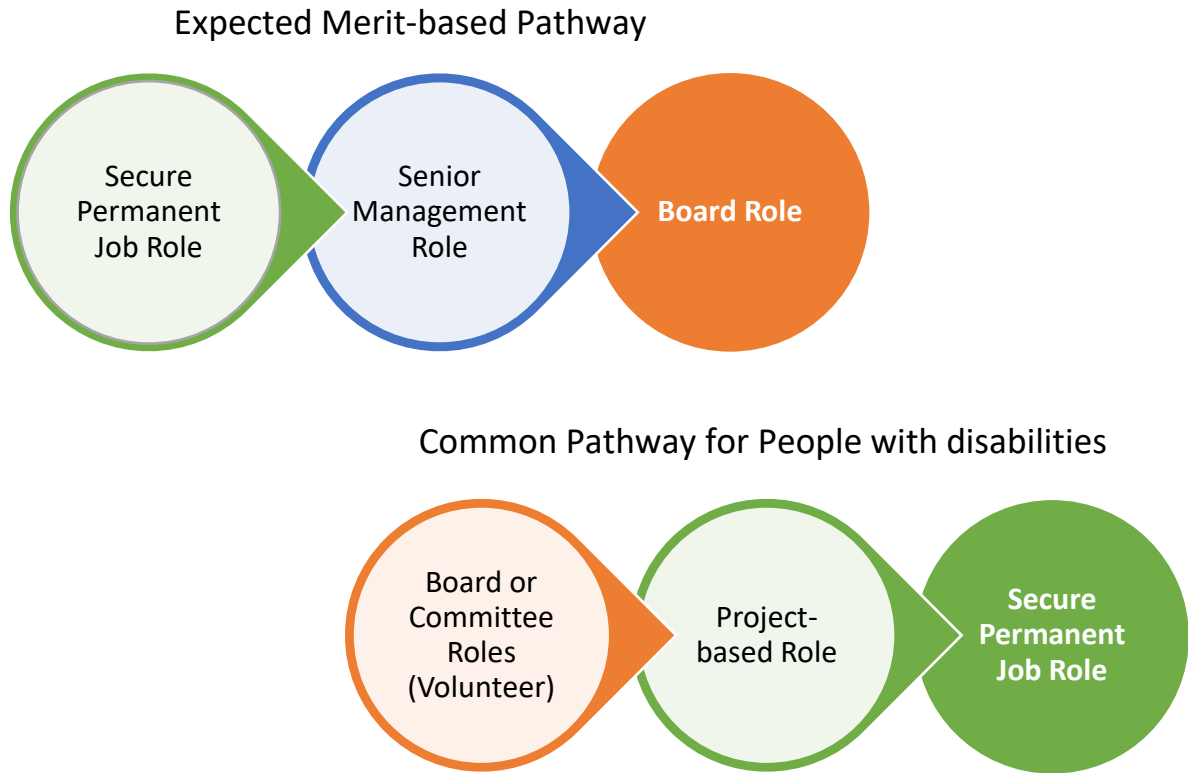 Expected Merit-based Pathway
Secure
Permanent
Job Role
Senior
Management
Role
Board Role
Common Pathway for People with disabilities
Board or
Committee
Roles
(Volunteer)
Project-
based Role
Secure
Permanent
Job Role